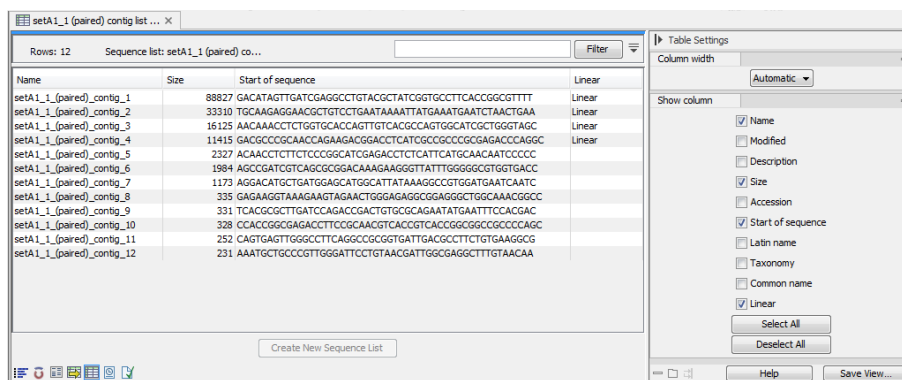 setA1_1 (paired) contig list ...
Rows: 12 Sequence list: setA1_1 (paired) co... Filter
Name Size Start of sequence Linear
setA1_1_(paired)_contig_1 88827 GACATAGTTGATCGAGGCCTGTACGCTATCGGTGCCTTCACCGGCGTTTT Linear
setA1_1_(paired)_contig_2 33310 TGCAAGAGGAACGCTGTCCTGAATAAAATTATGAAATGAATCTAACTGAA Linear
setA1_1_(paired)_contig_3 16125 AACAAACCTCTGGTGCACCAGTTGTCACGCCAGTGGCATCGCTGGGTAGC Linear
setA1_1_(paired)_contig_4 11415 GACGCCCGCAACCAGAAGACGGACCTCATCGCCGCCCGCGAGACCCAGGC Linear
setA1_1_(paired)_contig_5 2327 ACAACCTCTTCTCCCGGCATCGAGACCTCTCATTCATGCAACAATCCCCC
setA1_1_(paired)_contig_6 1984 AGCCGATCGTCAGCGCGGACAAAGAAGGGTTATTTGGGGGCGTGGTGACC
setA1_1_(paired)_contig_7 1173 AGGACATGCTGATGGAGCATGGCATTATAAAGGCCGTGGATGAATCAATC
setA1_1_(paired)_contig_8 335 GAGAAGGTAAAGAAGTAGAACTGGGAGAGGCGGAGGGCTGGCAAACGGCC
setA1_1_(paired)_contig_9 331 TCACGCGCTTGATCCAGACCGACTGTGCGCAGAATATGAATTTCCACGAC
setA1_1_(paired)_contig_10 328 CCACCGGCGAGACCTTCCGCAACGTCACCGTCACCGGCGGCCGCCCCAGC
setA1_1_(paired)_contig_11 252 CAGTGAGTTGGGCCTTCAGGCCGCGGTGATTGACGCCTTCTGTGAAGGCG
setA1_1_(paired)_contig_12 231 AAATGCTGCCCGTTGGGATTCCTGTAACGATTGGCGAGGCTTTGTAACAA
Create New Sequence List
Table Settings
Column width
Automatic
Show column
Name
Modified
Description
Size
Accession
Start of sequence
Latin name
Taxonomy
Common name
Linear
Select All
Deselect All
Help Save View...